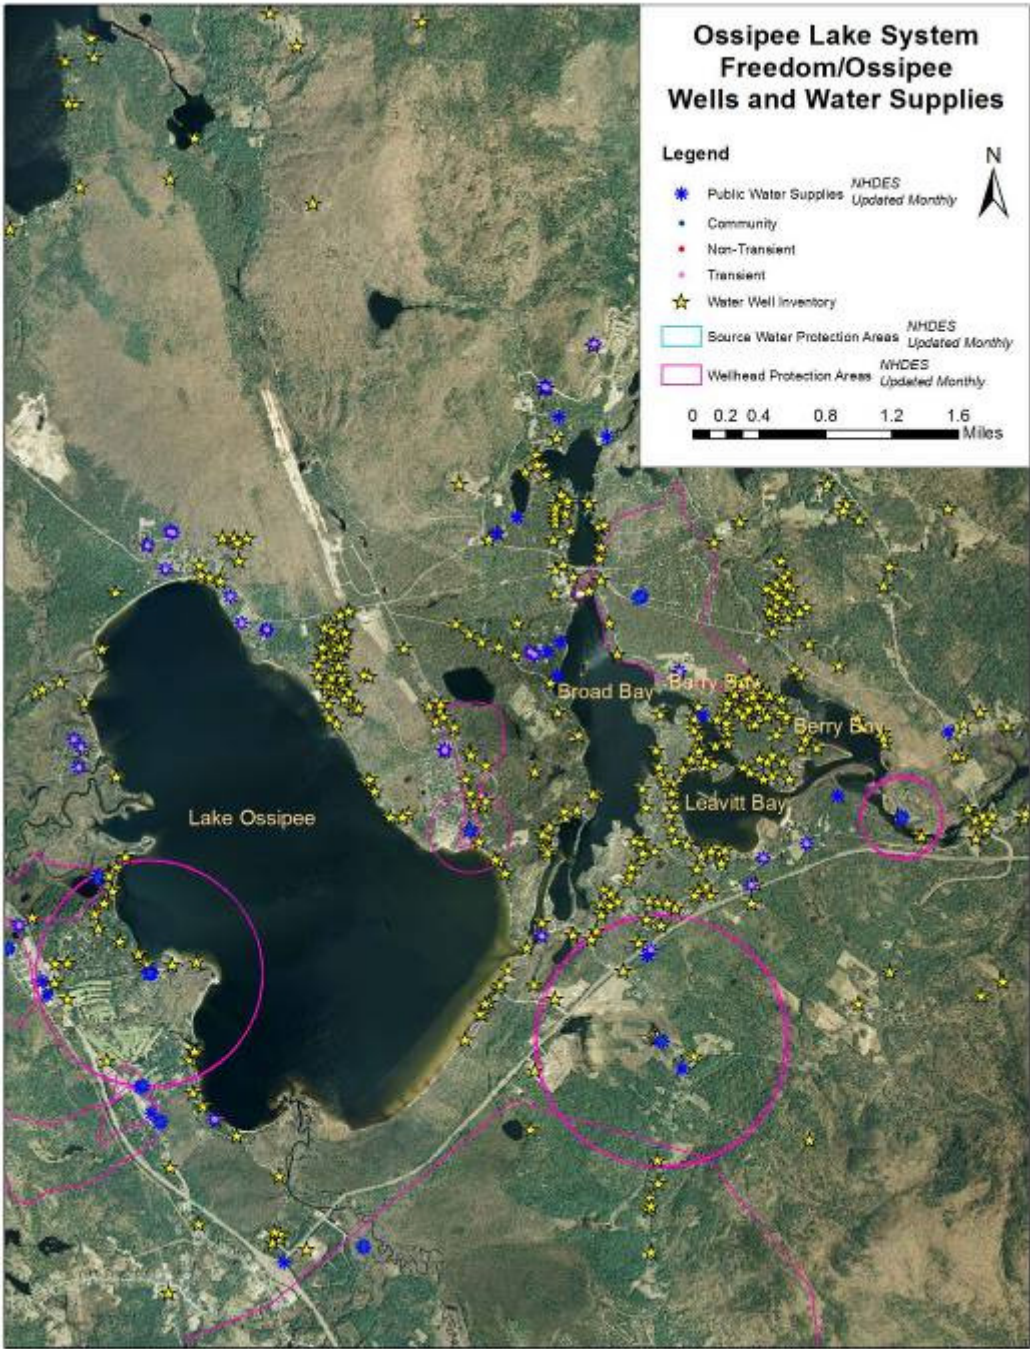 Ossipee Lake System
Freedom/Ossipee
Wells and Water Supplies
Legend
N
Public Water Supplies NHDES
Updated Monthly
Community
Non-Transient
Transient
Water Well Inventory
Source Water Protection Areas NHDES
Updated Monthly
Wellhead Protection Areas NHDES
Updated Monthly
0 0.2 0.4 0.8 1.2 1.6
Miles
Broad Bay
Barry Bay
Berry Bay
Leavitt Bay
Lake Ossipee